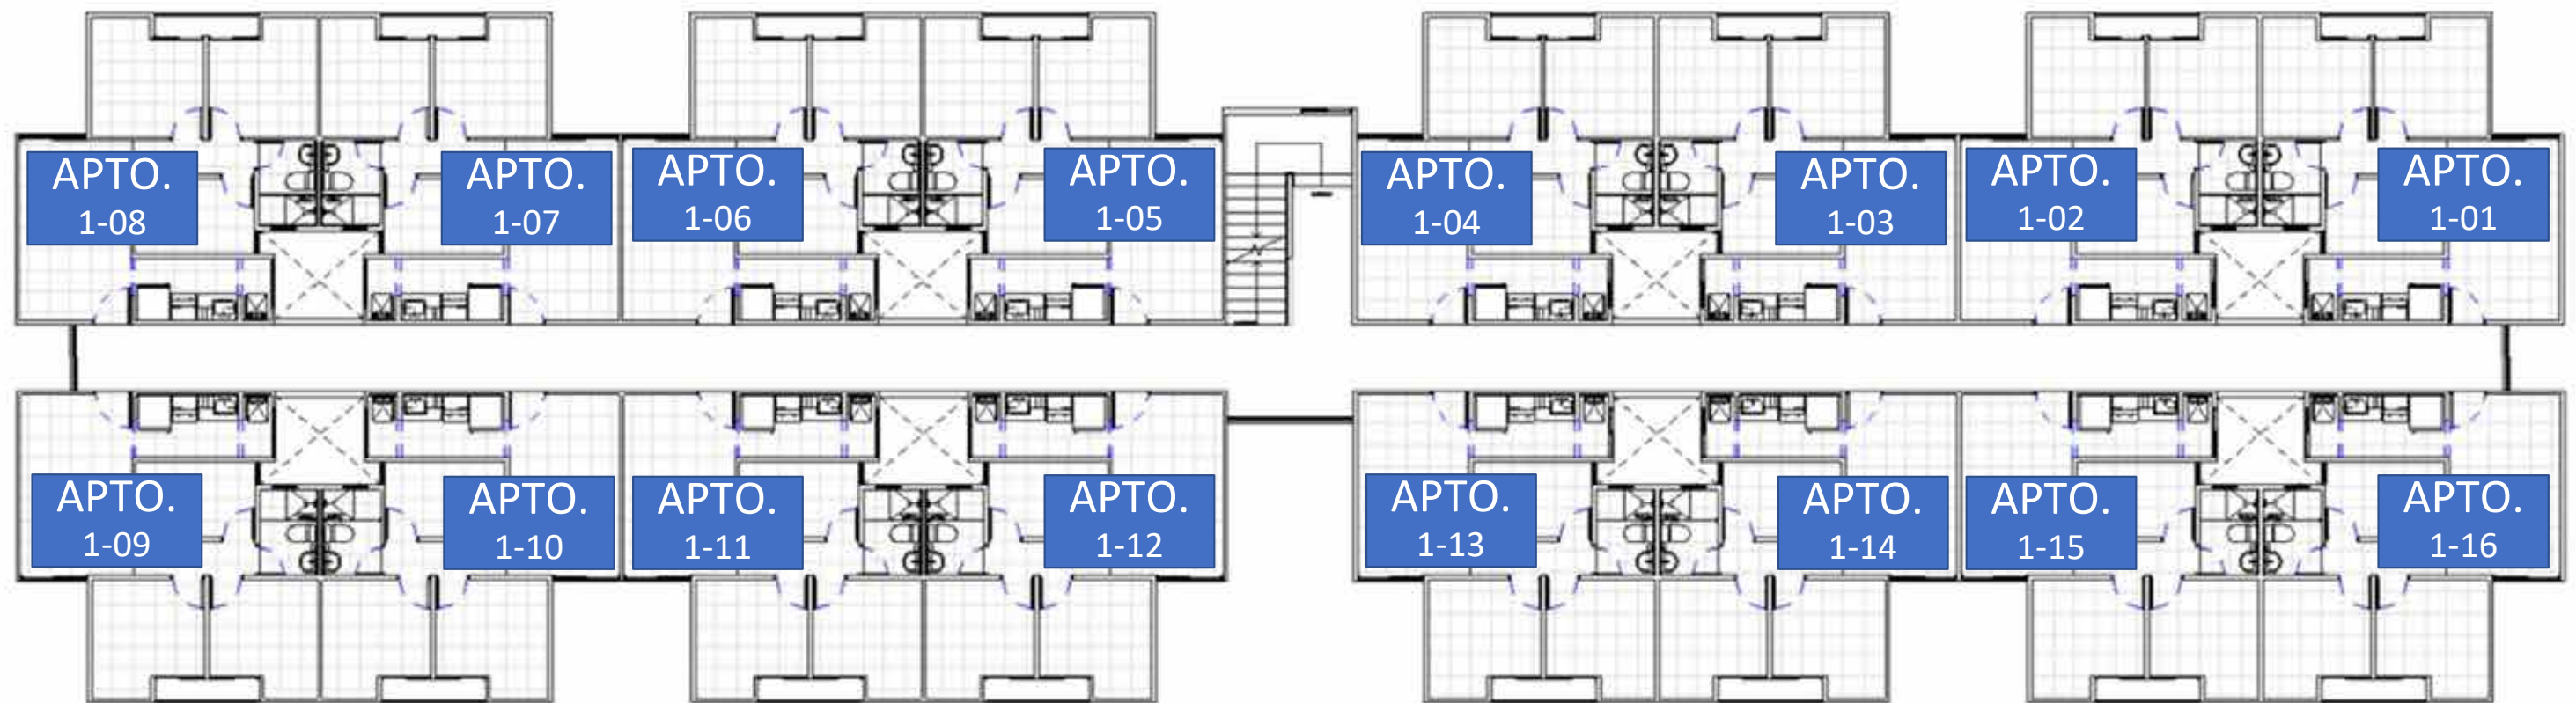 APTO.
1-08
APTO.
1-07
APTO.
1-06
APTO.
1-05
APTO.
1-04
APTO.
1-03
APTO.
1-02
APTO.
1-01
APTO.
1-09
APTO.
1-10
APTO.
1-11
APTO.
1-12
APTO.
1-13
APTO.
1-14
APTO.
1-15
APTO.
1-16